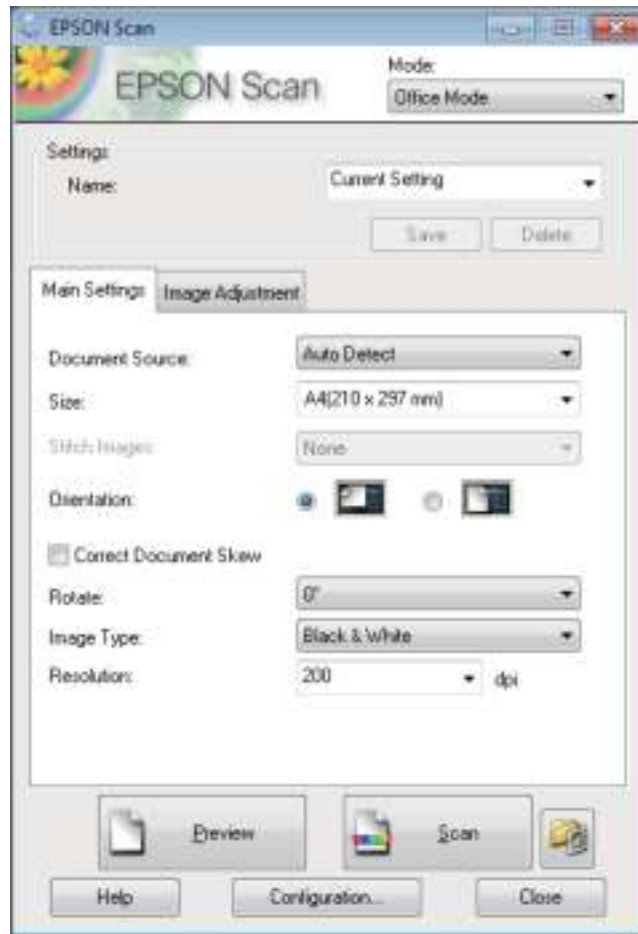 EPSON Scan
EPSON Scan
Mode:
Office Mode
Settings
Name:
Current Setting
Save
Delete
Main Settings
Image Adjustment
Document Source:
Auto Detect
Size:
A4(210 x 297 mm)
Stitch Images:
None
Orientation:
Correct Document Skew
Rotate:
0°
Image Type:
Black & White
Resolution:
200
dpi
Preview
Scan
Help
Configuration...
Close